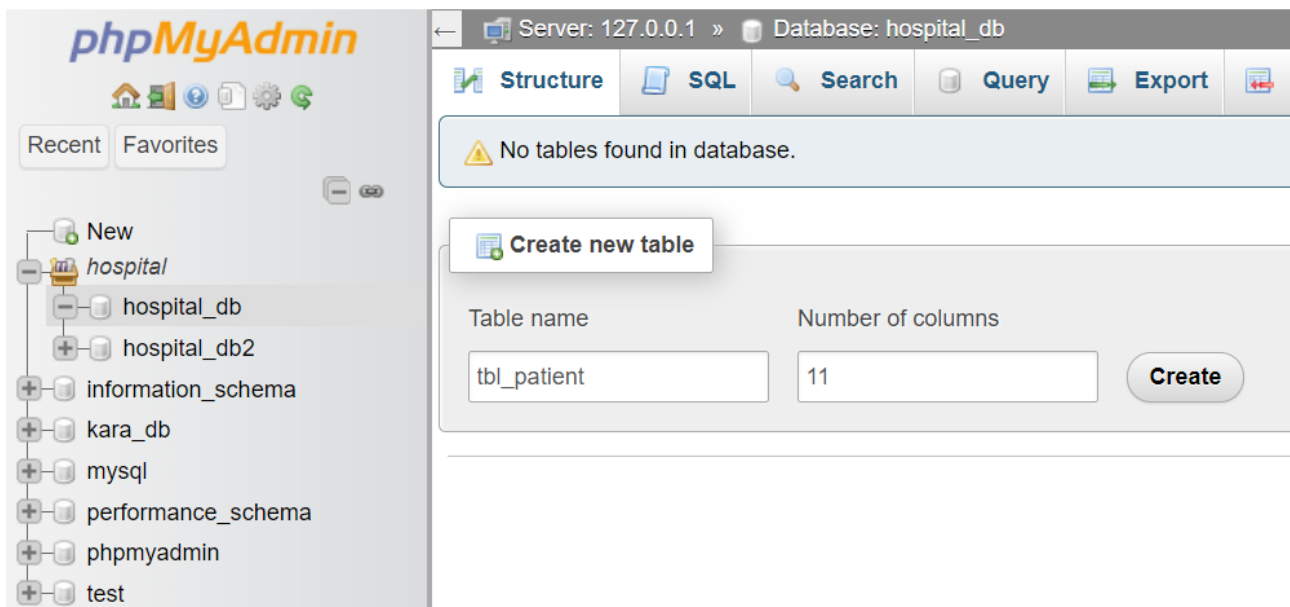 phpMyAdmin
Recent Favorites
New
hospital
hospital_db
hospital_db2
information_schema
kara_db
mysql
performance_schema
phpmyadmin
test
Server: 127.0.0.1 » Database: hospital_db
Structure SQL Search Query Export
No tables found in database.
Create new table
Table name Number of columns
tbl_patient 11 Create